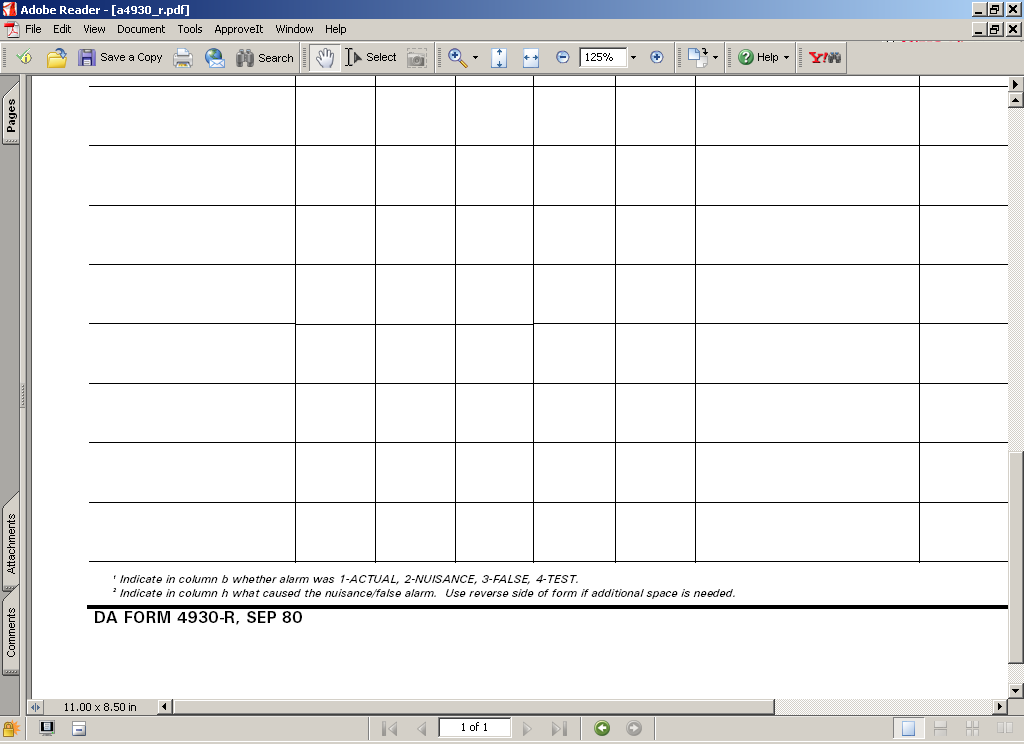 Adobe Reader - [a4930_r.pdf]
File Edit View Document Tools ApproveIt Window Help
Save a Copy Search Select 125% Help Y!
Pages
Attachments
Comments
¹ Indicate in column b whether alarm was 1-ACTUAL, 2-NUISANCE, 3-FALSE, 4-TEST.
² Indicate in column h what caused the nuisance/false alarm. Use reverse side of form if additional space is needed.
DA FORM 4930-R, SEP 80
11.00 x 8.50 in
1 of 1